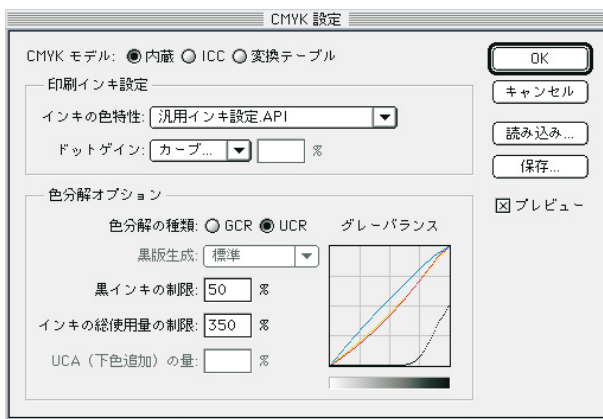 CMYK 設定
CMYK モデル: 内蔵 ICC 変換テーブル
印刷インキ設定
インキの色特性: 汎用インキ設定.API
ドットゲイン: カーブ... %
色分解オプション
色分解の種類: GCR UCR
黒版生成: 標準
黒インキの制限: 50 %
インキの総使用量の制限: 350 %
UCA（下色追加）の量: %
グレーバランス
OK
キャンセル
読み込み...
保存...
プレビュー